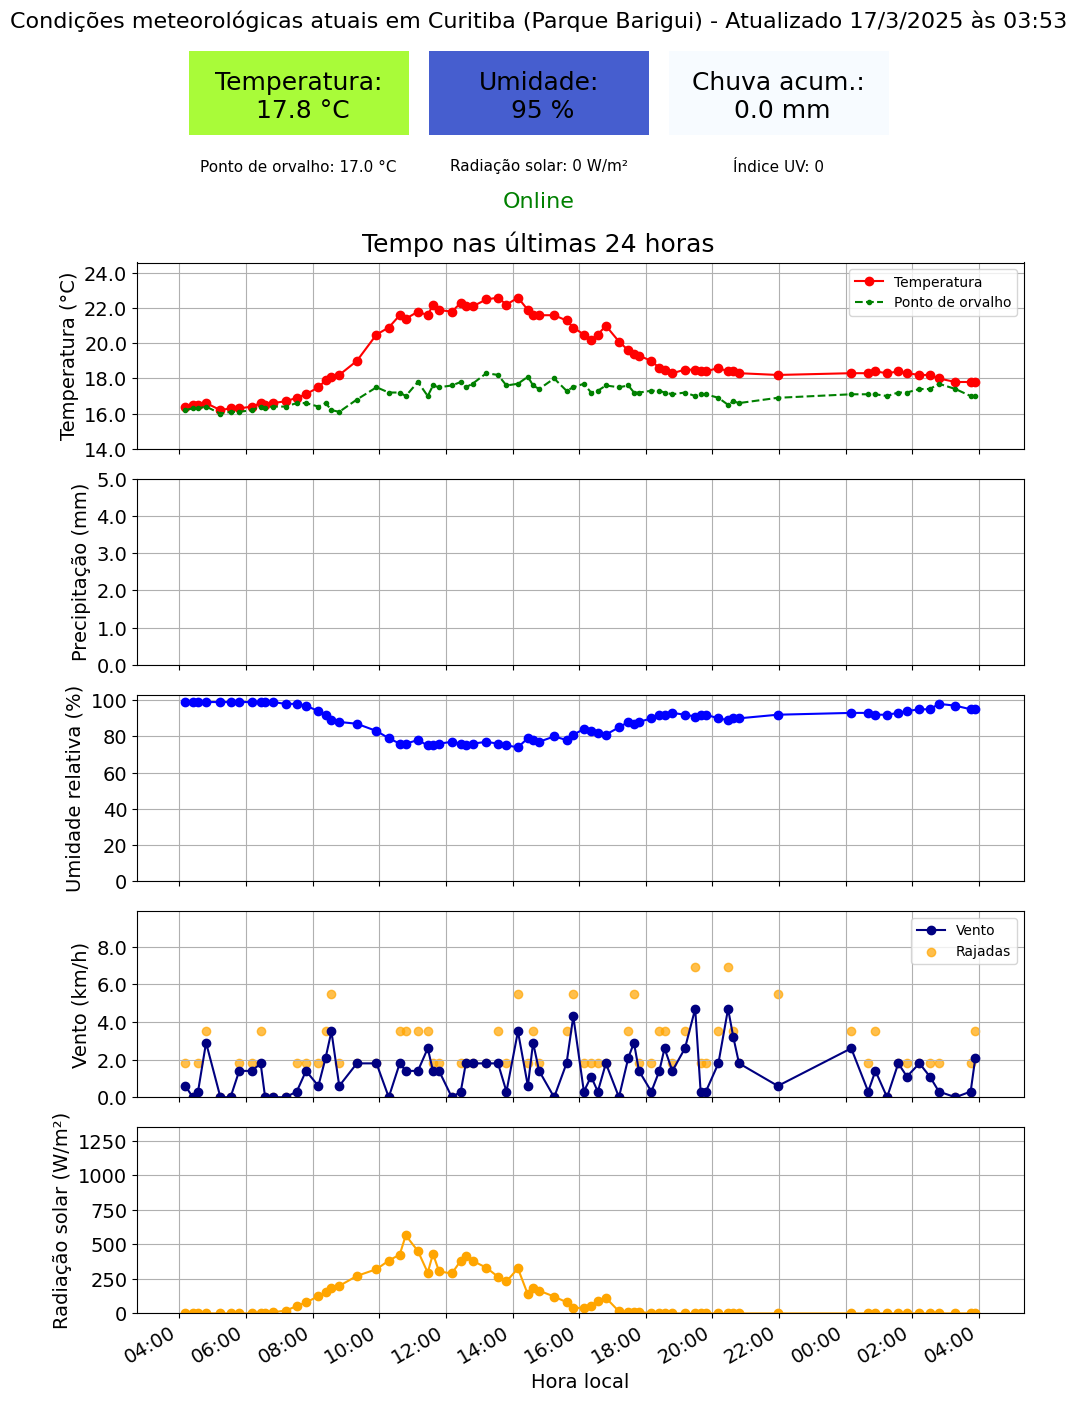 Condições meteorológicas atuais em Curitiba (Parque Barigui) - Atualizado 17/3/2025 às 03:53
Temperatura:
17.8 °C
Umidade:
95 %
Chuva acum.:
0.0 mm
Ponto de orvalho: 17.0 °C
Radiação solar: 0 W/m²
Índice UV: 0
Online
Tempo nas últimas 24 horas
Temperatura (°C)
24.0
22.0
20.0
18.0
16.0
14.0
Temperatura
Ponto de orvalho
Precipitação (mm)
5.0
4.0
3.0
2.0
1.0
0.0
Umidade relativa (%)
100
80
60
40
20
0
Vento (km/h)
8.0
6.0
4.0
2.0
0.0
Vento
Rajadas
Radiação solar (W/m²)
1250
1000
750
500
250
0
04:00
06:00
08:00
10:00
12:00
14:00
16:00
18:00
20:00
22:00
00:00
02:00
04:00
Hora local